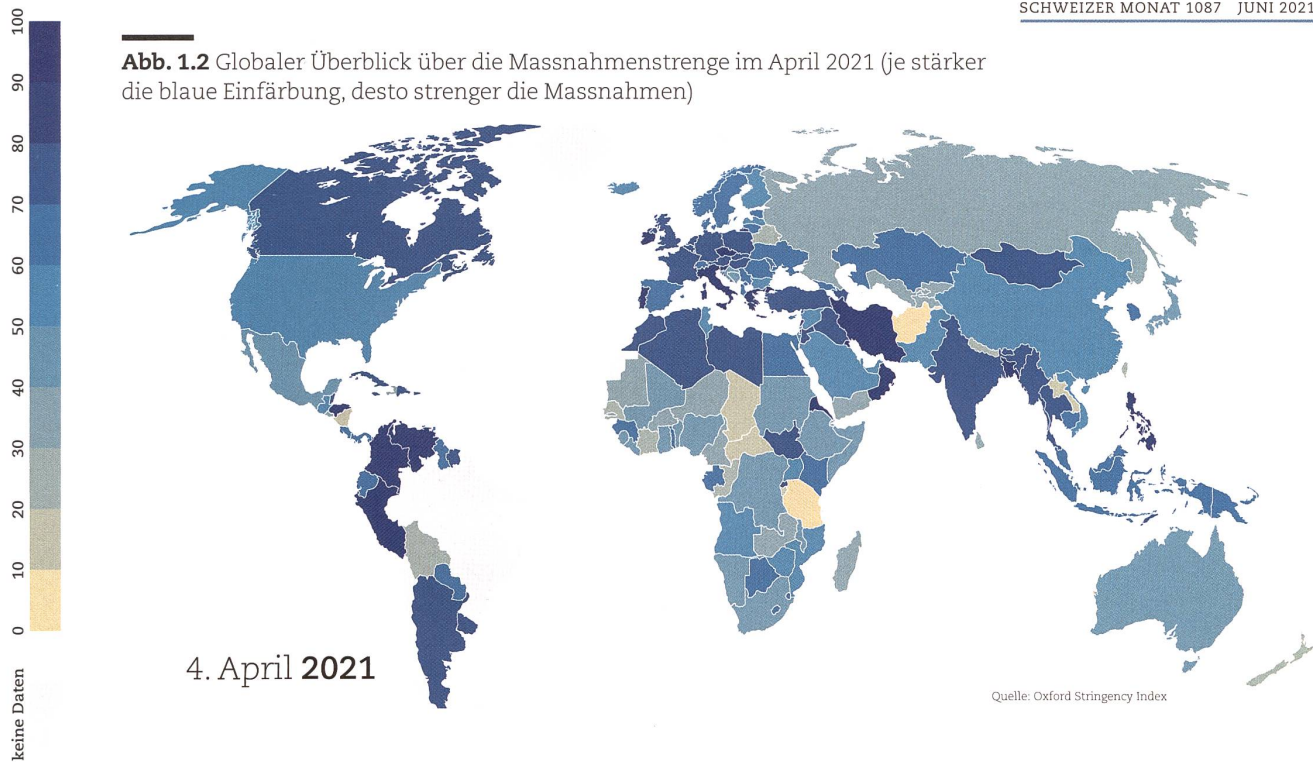 SCHWEIZER MONAT 1087 JUNI 2021
Abb. 1.2 Globaler Überblick über die Massnahmenstrenge im April 2021 (je stärker
die blaue Einfärbung, desto strenger die Massnahmen)
100
90
80
70
60
50
40
30
20
10
0
keine Daten
4. April 2021
Quelle: Oxford Stringency Index